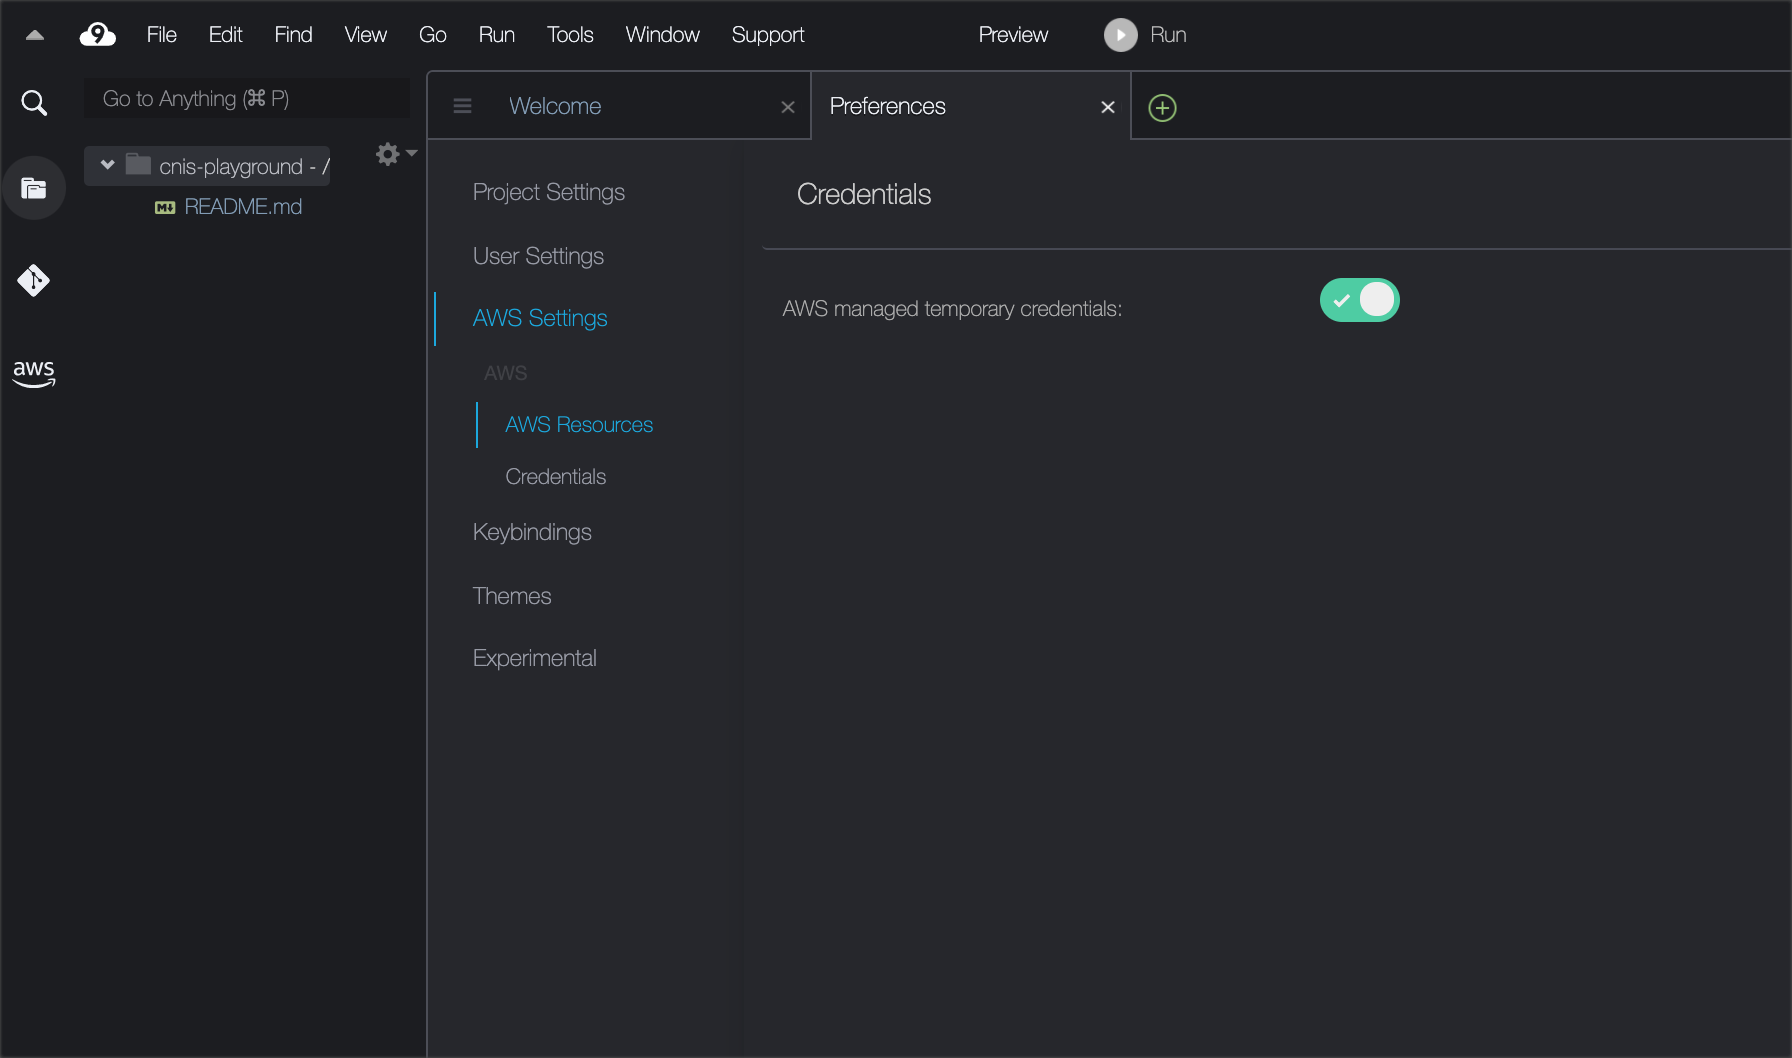 9 File Edit Find View Go Run Tools Window Support Preview Run
Go to Anything (⌘ P)
Welcome Preferences
cnis-playground - /
README.md
aws
Project Settings
User Settings
AWS Settings
AWS
AWS Resources
Credentials
Keybindings
Themes
Experimental
Credentials
AWS managed temporary credentials: